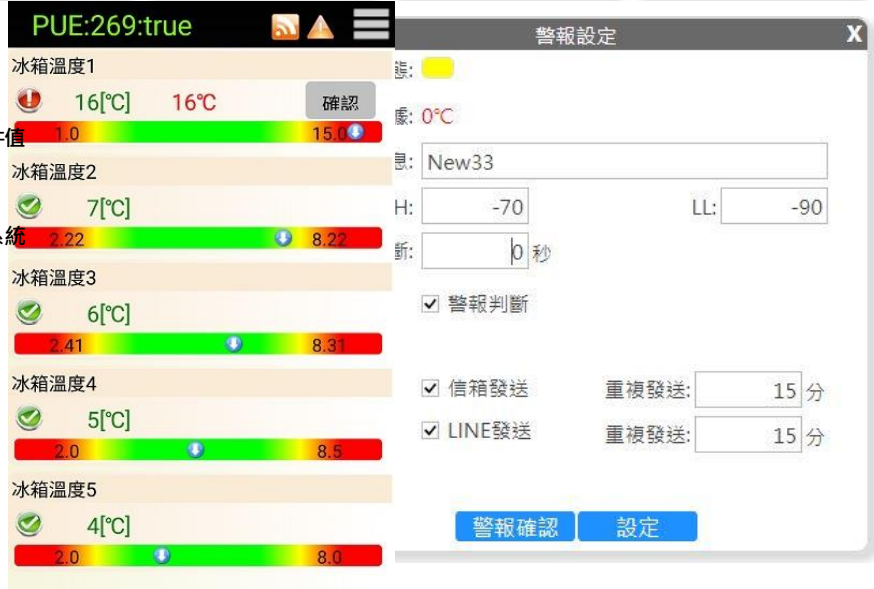 PUE:269:true
冰箱溫度1
16[℃] 16℃ 確認
1.0 15.0
值
冰箱溫度2
7[℃]
2.22 8.22
統
冰箱溫度3
6[℃]
2.41 8.31
冰箱溫度4
5[℃]
2.0 8.5
冰箱溫度5
4[℃]
2.0 8.0
警報設定 X
態:
據: 0℃
息: New33
H: -70 LL: -90
斷: 0 秒
警報判斷
信箱發送 重複發送: 15 分
LINE發送 重複發送: 15 分
警報確認 設定